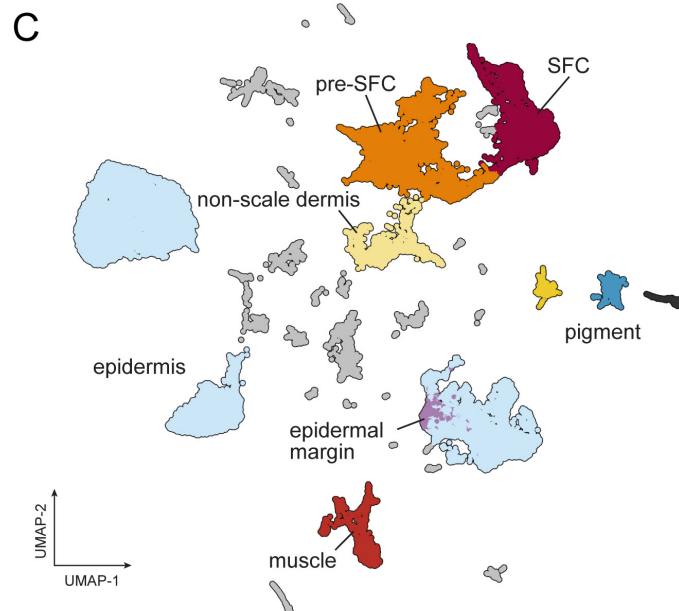 C
SFC
pre-SFC
non-scale dermis
pigment
epidermis
epidermal
margin
muscle
UMAP-2
UMAP-1